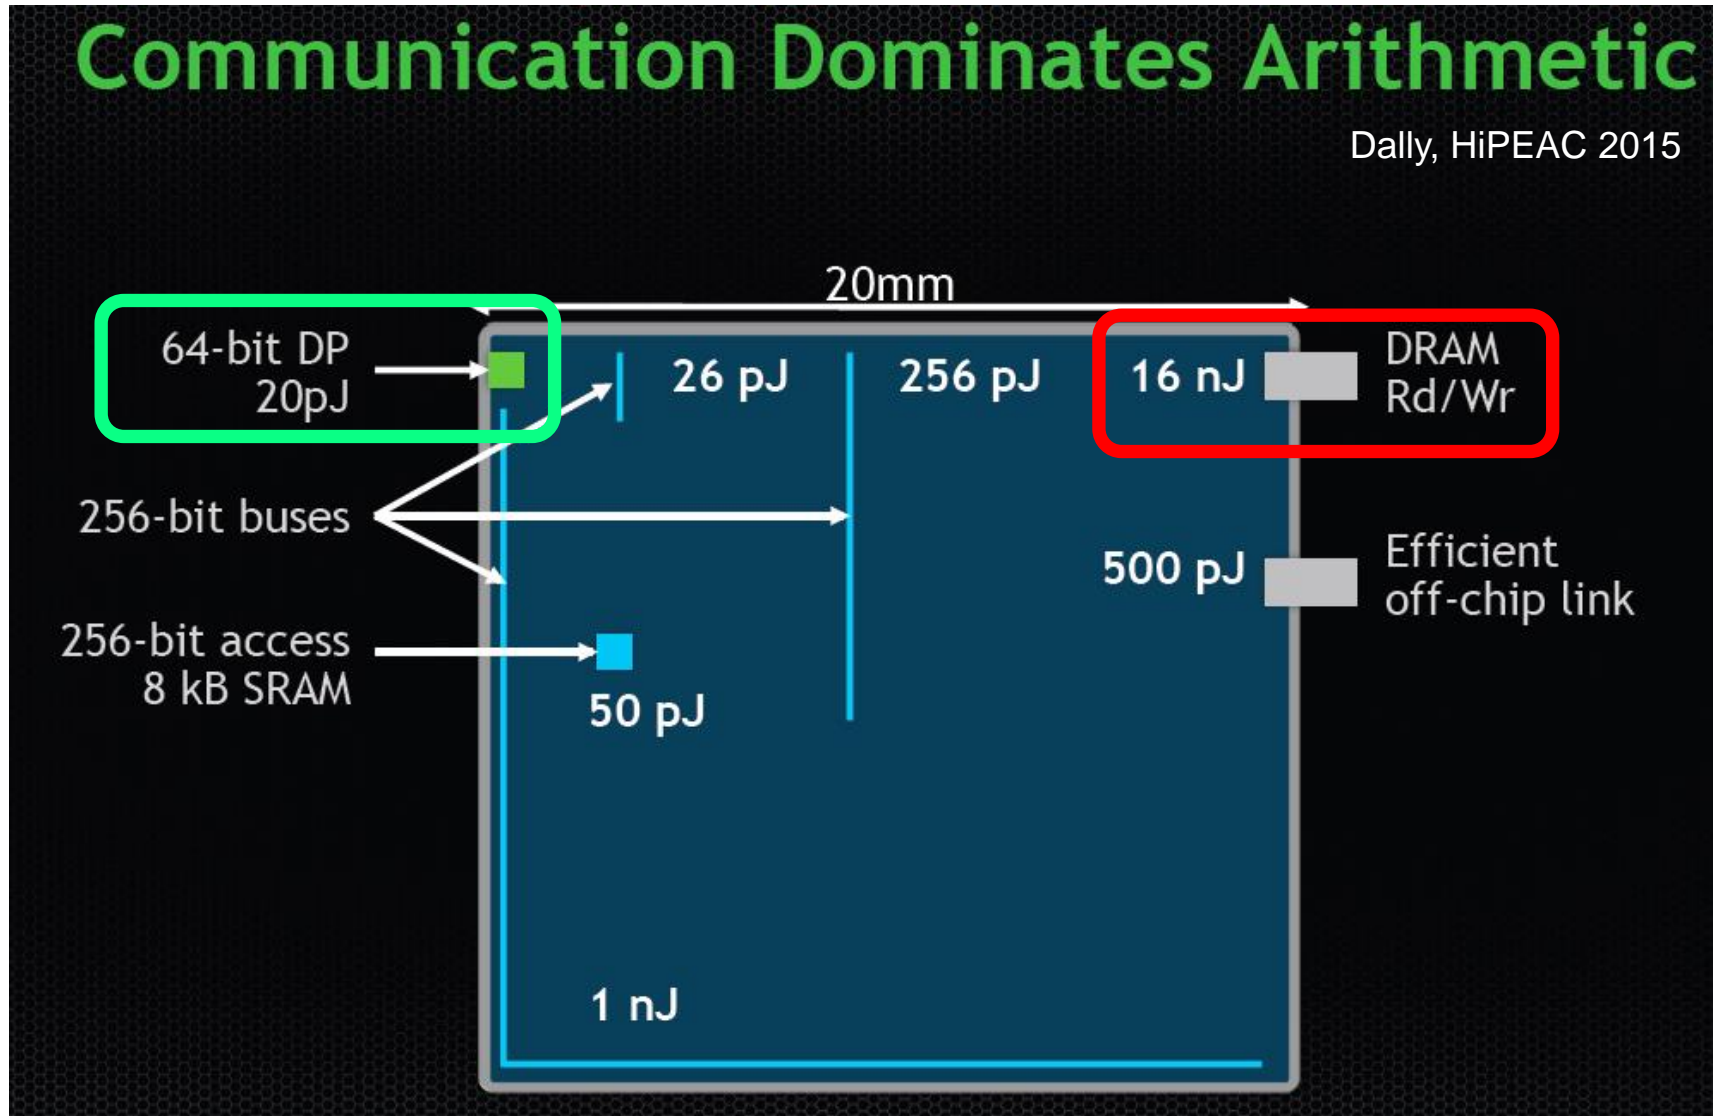 Communication Dominates Arithmetic
Dally, HiPEAC 2015
20mm
64-bit DP
20pJ
26 pJ
256 pJ
16 nJ
DRAM
Rd/Wr
256-bit buses
500 pJ
Efficient
off-chip link
256-bit access
8 kB SRAM
50 pJ
1 nJ